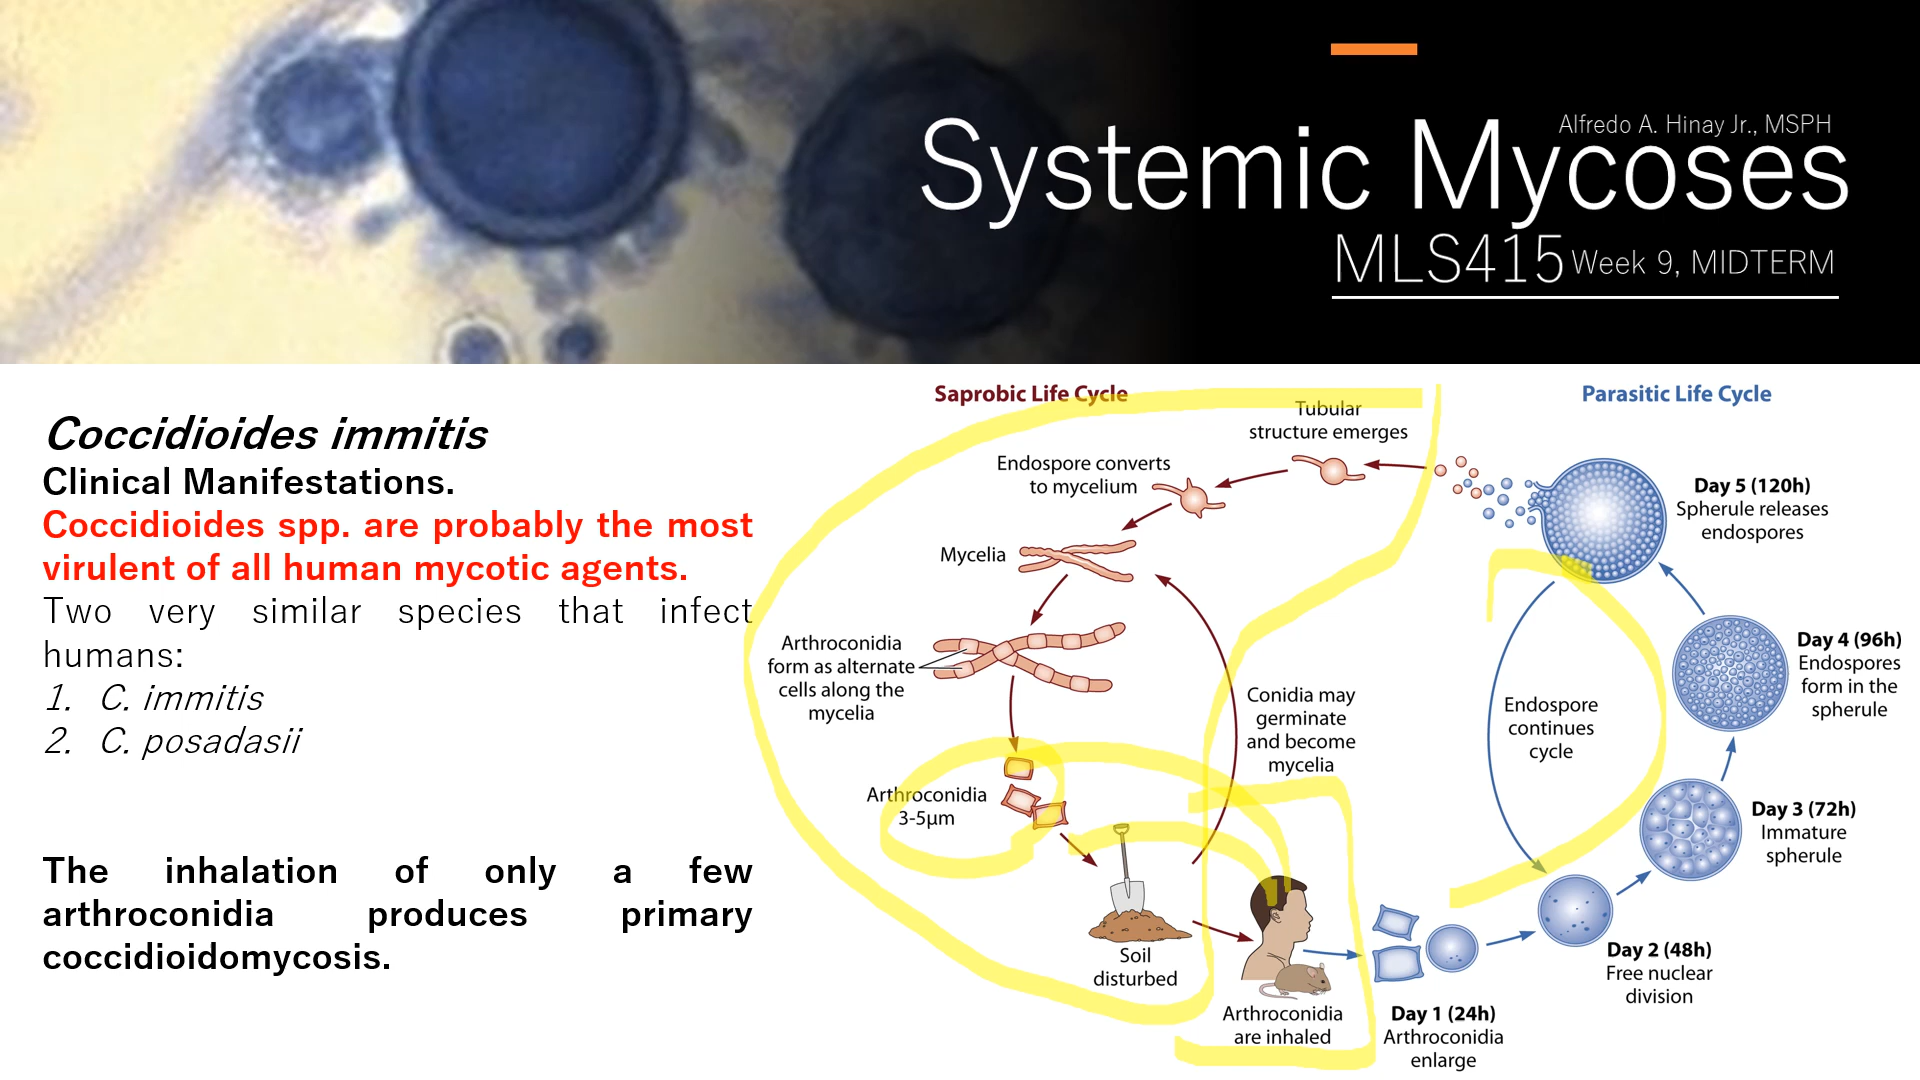 Alfredo A. Hinay Jr., MSPH
Systemic Mycoses
MLS415 Week 9, MIDTERM
Coccidioides immitis
Clinical Manifestations.
Coccidioides spp. are probably the most
virulent of all human mycotic agents.
Two very similar species that infect
humans:
1. C. immitis
2. C. posadasii
The inhalation of only a few
arthroconidia produces primary
coccidioidomycosis.
Saprobic Life Cycle
Parasitic Life Cycle
Tubular
structure emerges
Endospore converts
to mycelium
Mycelia
Arthroconidia
form as alternate
cells along the
mycelia
Arthroconidia
3-5µm
Conidia may
germinate
and become
mycelia
Soil
disturbed
Arthroconidia
are inhaled
Day 1 (24h)
Arthroconidia
enlarge
Day 2 (48h)
Free nuclear
division
Day 3 (72h)
Immature
spherule
Day 4 (96h)
Endospores
form in the
spherule
Day 5 (120h)
Spherule releases
endospores
Endospore
continues
cycle